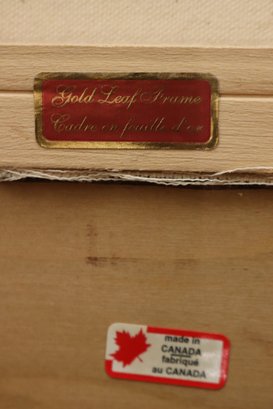 Gold Leaf Frame
Cadre en feuille d'or
made in
CANADA
fabriqué
au CANADA